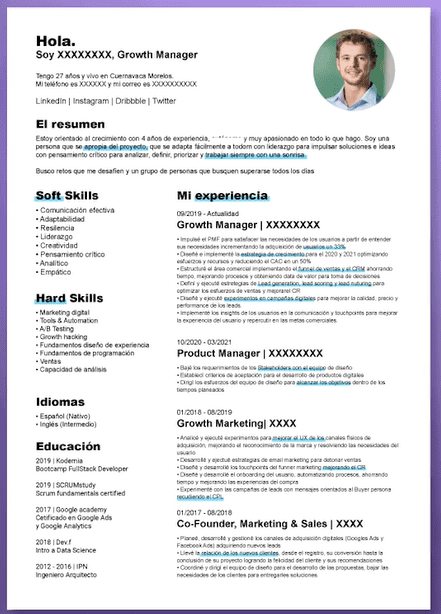 Hola.
Soy XXXXXXXX, Growth Manager
Tengo 27 años y vivo en Cuernavaca Morelos.
Mi teléfono es XXXXXX y mi correo es XXXXXXXXXX
LinkedIn | Instagram | Dribbble | Twitter
El resumen
Estoy orientado al crecimiento con 4 años de experiencia, y muy apasionado en todo lo que hago. Soy una
persona que se apropia del proyecto, que se adapta fácilmente a todom con liderazgo para impulsar soluciones e ideas
con pensamiento crítico para analizar, definir, priorizar y trabajar siempre con una sonrisa.
Busco retos que me desafíen y un grupo de personas que busquen superarse todos los días
Soft Skills
• Comunicación efectiva
• Adaptabilidad
• Resilencia
• Liderazgo
• Creatividad
• Pensamiento crítico
• Analítico
• Empático
Hard Skills
• Marketing digital
• Tools & Automation
• A/B Testing
• Growth hacking
• Fundamentos diseño de experiencia
• Fundamentos de programación
• Ventas
• Capacidad de análisis
Idiomas
• Español (Nativo)
• Inglés (Intermedio)
Educación
2019 | Kodemia
Bootcamp FullStack Developer
2019 | SCRUMstudy
Scrum fundamentals certified
2017 | Google academy
Cetificado en Google Ads
y Google Analytics
2018 | Dev.f
Intro a Data Science
2012 - 2016 | IPN
Ingeniero Arquitecto
Mi experiencia
09/2019 - Actualidad
Growth Manager | XXXXXXXX
• Impulsé el PMF para satisfacer las necesidades de los usuarios a partir de entender
sus necesidades incrementando la adquisición de usuarios un 33%
• Diseñé e implementé la estrategia de crecimiento para el 2020 y 2021 optimizando
esfuerzos y recursos y reduciendo el CAC en un 50%
• Estructuré el área comercial implementando el funnel de ventas y el CRM ahorrando
tiempo, mejorando procesos y obteniendo data de valor para toma de decisiones
• Definí y ejecuté estrategias de Lead generation, lead scoring y lead nuturing para
optimizar los esfuerzos de ventas y mejorar el CR
• Diseñé y ejecuté experimentos en campañas digitales para mejorar la calidad, precio y
performance de los leads.
• Implementé los insights de los usuarios en la comunicación y touchpoints para mejorar
la experiencia del usuario y repercutir en las metas comerciales.
10/2020 - 03/2021
Product Manager | XXXXXXXX
• Bajé los requerimientos de los Stakeholders con el equipo de diseño
• Establecí criterios de aceptación para el desarrollo de productos digitales
• Dirigí los esfuerzos del equipo de diseño para alcanzar los objetivos dentro de los
tiempos planeados
01/2018 - 08/2019
Growth Marketing| XXXX
• Analicé y ejecuté experimentos para mejorar el UX de los canales físicos de
adquisición, mejorando el reconocimiento de la marca y resolviendo las necesidades del
usuario
• Desarrollé y ejecuté estrategias de email marketing para detonar ventas
• Diseñé y desarrollé los touchpoints del funner marketing mejorando el CR
• Diseñé y desarrollé el onboarding del usuario, automatizando procesos, ahorrando
tiempo y mejorando las experiencias del compra
• Experimenté con las campañas de leads con mensajes orientados al Buyer persona
reduciendo el CPL
01/2017 - 08/2018
Co-Founder, Marketing & Sales | XXXX
• Planeé, desarrollé y gestioné los canales de adquisición digitales (Googles Ads y
Facebook Ads) adquiriendo nuevos leads
• Llevé la relación de los nuevos clientes, desde el registro, su conversión hasta la
conclusión de su proyecto logrando la felicidad del cliente y sus recomendaciones
• Coordiné y dirigí el equipo de diseño para el desarrollo de las propuestas, bajar las
necesidades de los clientes para entregarles soluciones